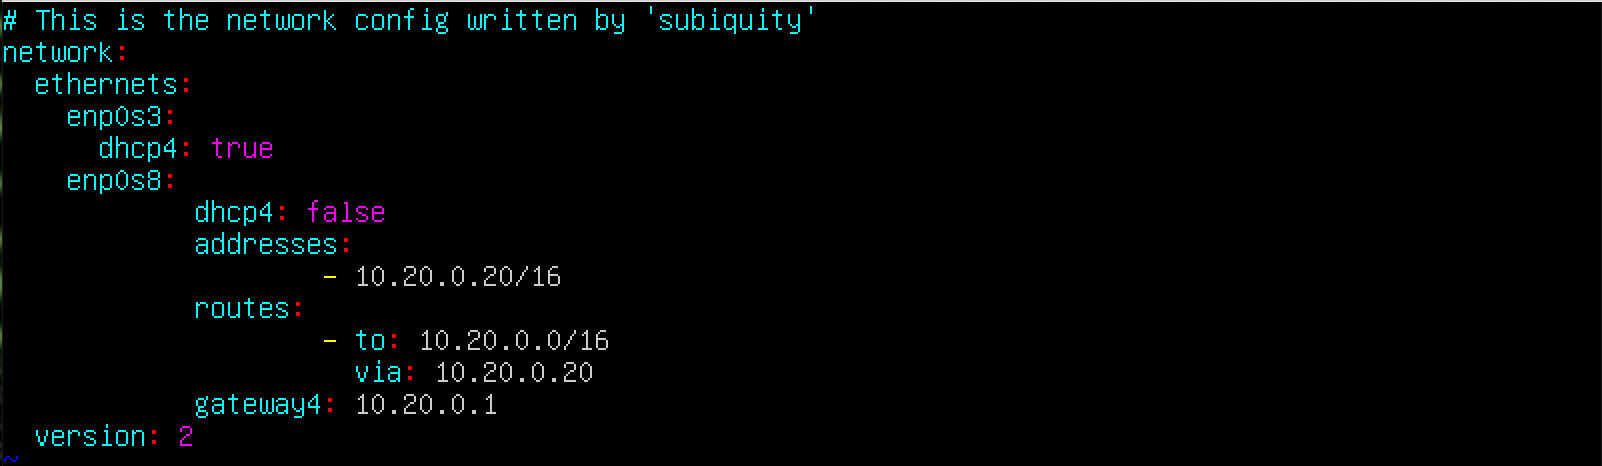 # This is the network config written by 'subiquity'
network:
  ethernets:
    enp0s3:
      dhcp4: true
    enp0s8:
            dhcp4: false
            addresses:
                    - 10.20.0.20/16
            routes:
                    - to: 10.20.0.0/16
                      via: 10.20.0.20
            gateway4: 10.20.0.1
  version: 2
~